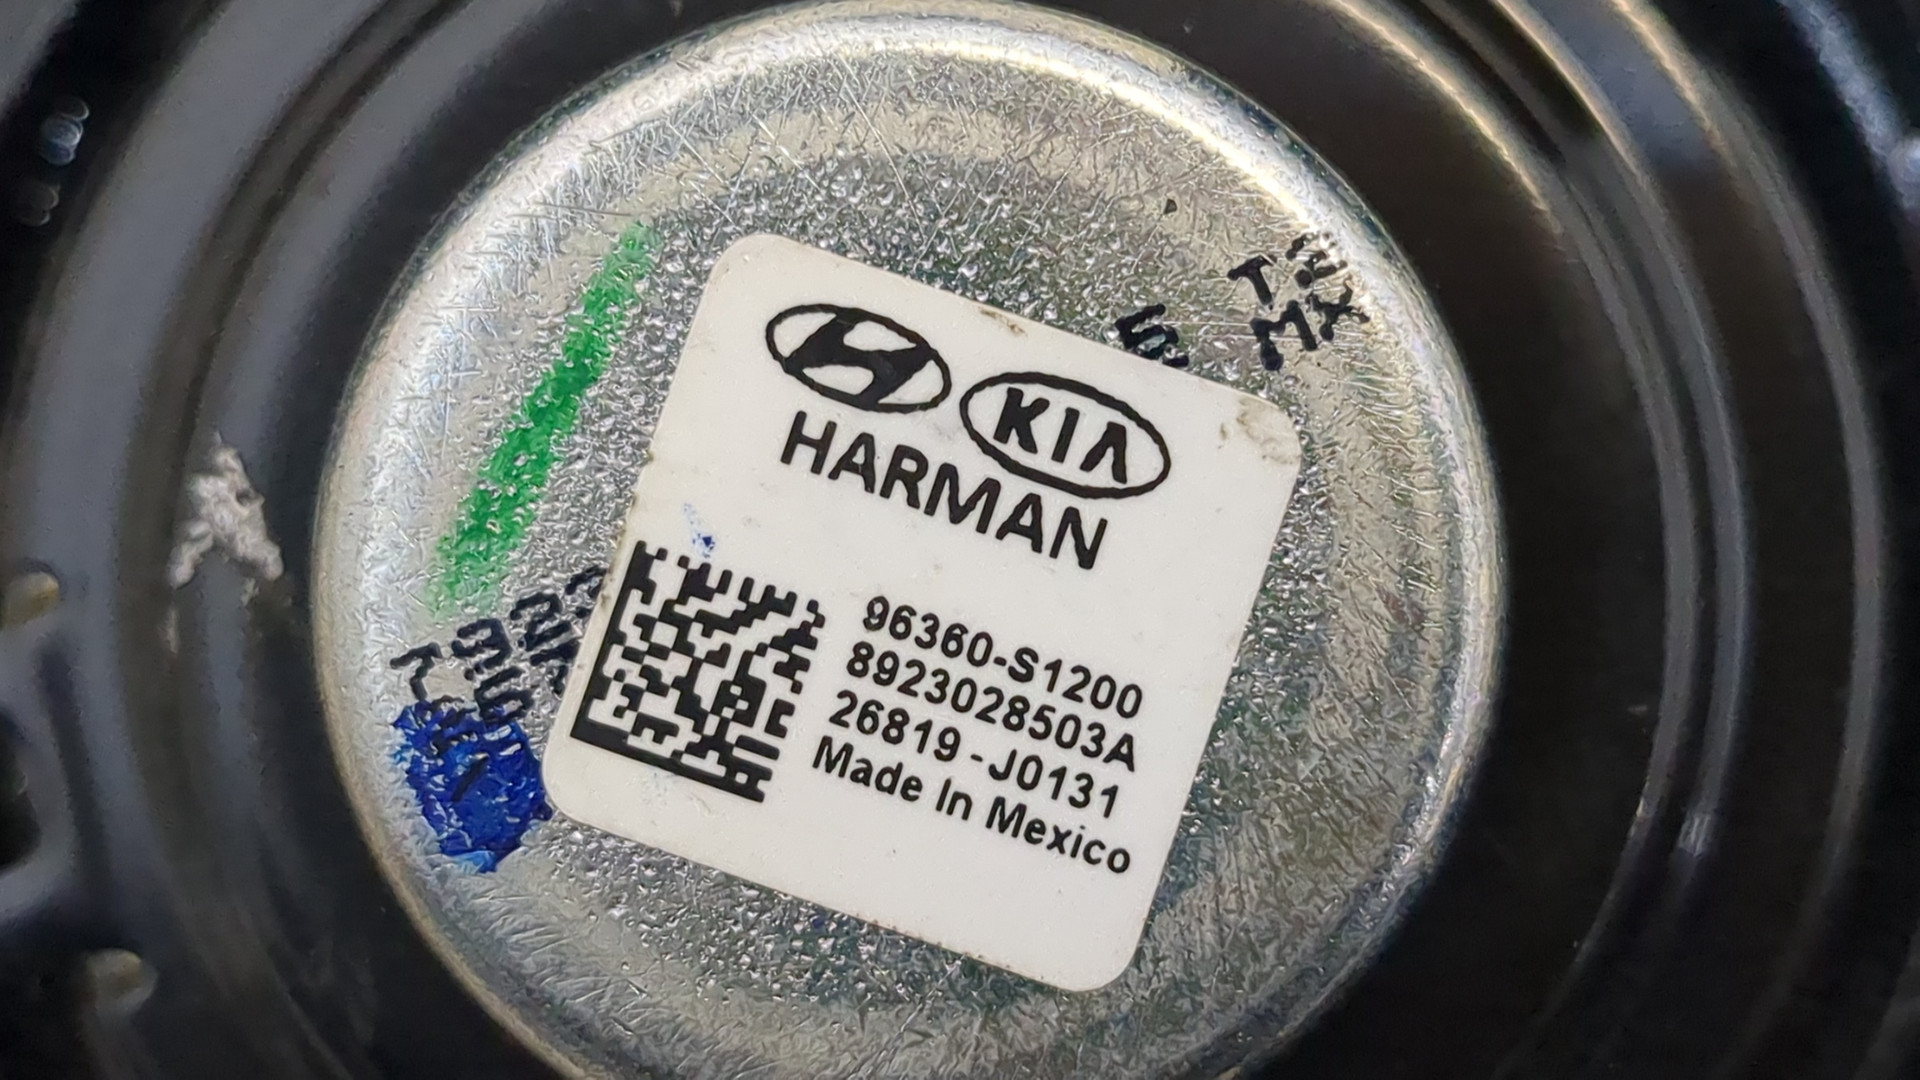 KIA
HARMAN
96360-S1200
8923028503A
26819-J0131
Made In Mexico
MX